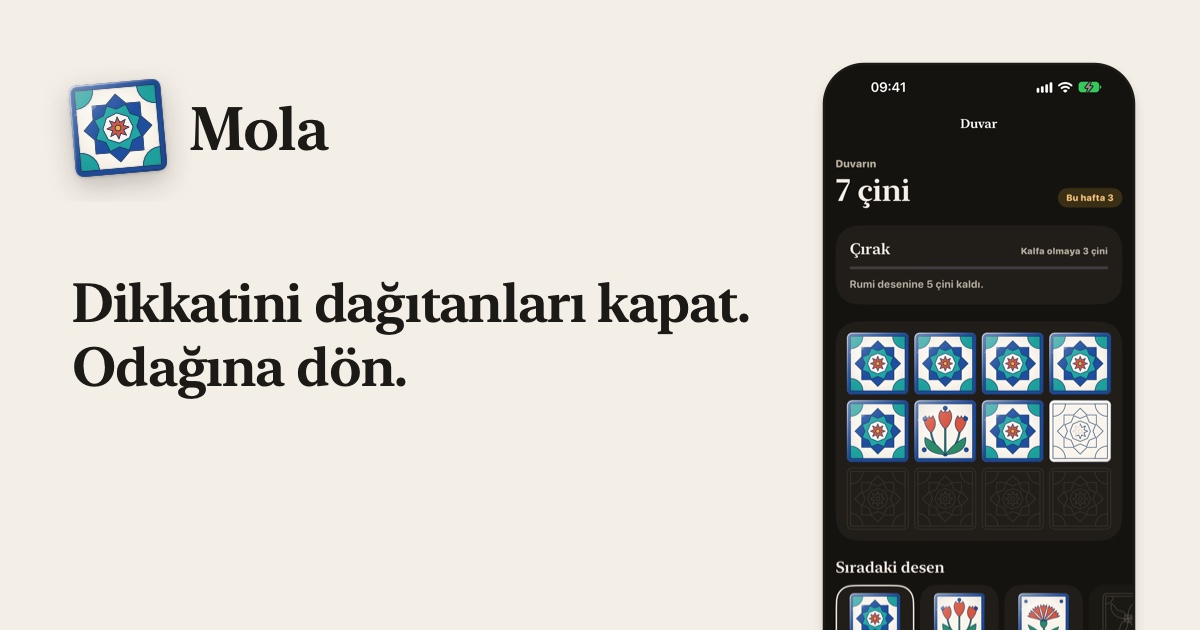 Mola
Dikkatini dağıtanları kapat.
Odağına dön.
09:41
Duvar
Duvarın
7 çini
Bu hafta 3
Çırak
Kalfa olmaya 3 çini
Rumi desenine 5 çini kaldı.
Sıradaki desen